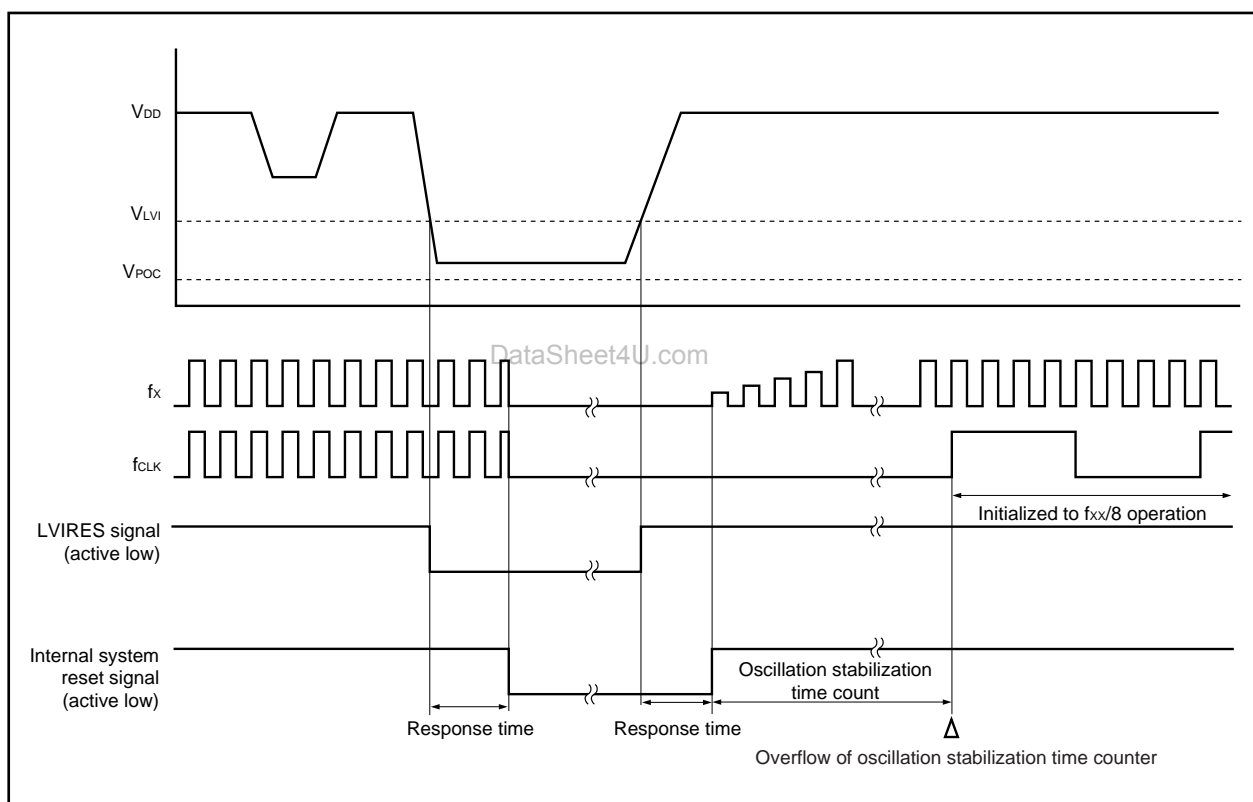 VDD
VLVI
VPOC
DataSheet4U.com
fX
fCLK
Initialized to fXX/8 operation
LVIRES signal
(active low)
Internal system
reset signal
(active low)
Oscillation stabilization
time count
Response time
Response time
Overflow of oscillation stabilization time counter